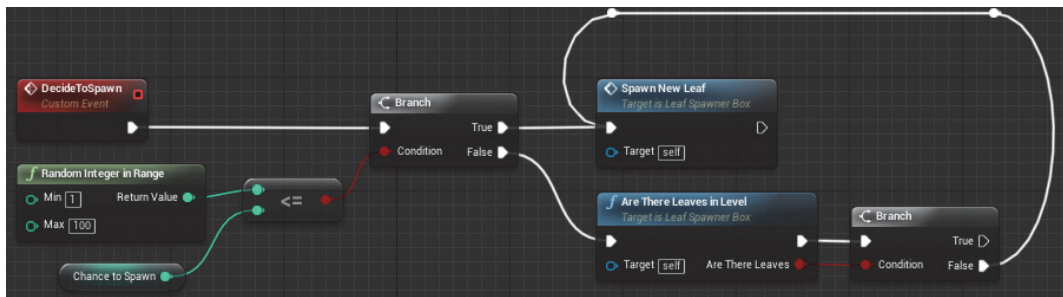 DecideToSpawn
Custom Event
Random Integer in Range
Min 1 Return Value
Max 100
Chance to Spawn
<=
Branch
True
Condition False
Spawn New Leaf
Target is Leaf Spawner Box
Target self
Are There Leaves in Level
Target is Leaf Spawner Box
Target self Are There Leaves
Branch
True
Condition False